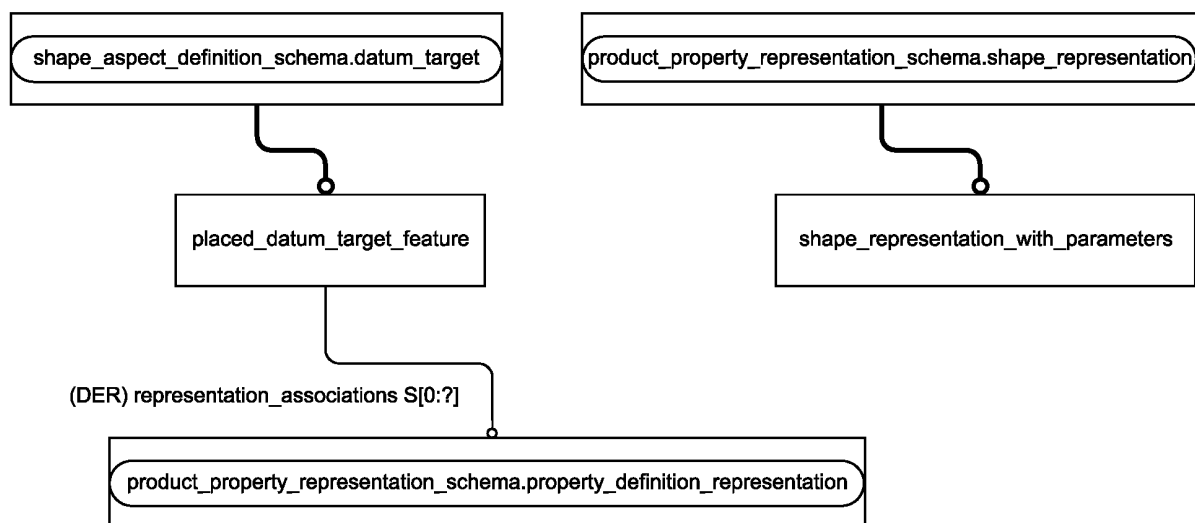 shape_aspect_definition_schema.datum_target
product_property_representation_schema.shape_representation
placed_datum_target_feature
shape_representation_with_parameters
(DER) representation_associations S[0:?]
product_property_representation_schema.property_definition_representation